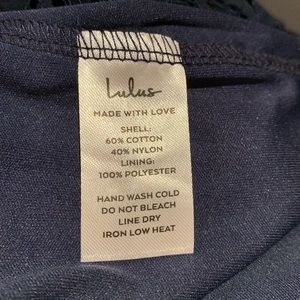 Lulus
MADE WITH LOVE
SHELL:
60% COTTON
40% NYLON
LINING:
100% POLYESTER
HAND WASH COLD
DO NOT BLEACH
LINE DRY
IRON LOW HEAT